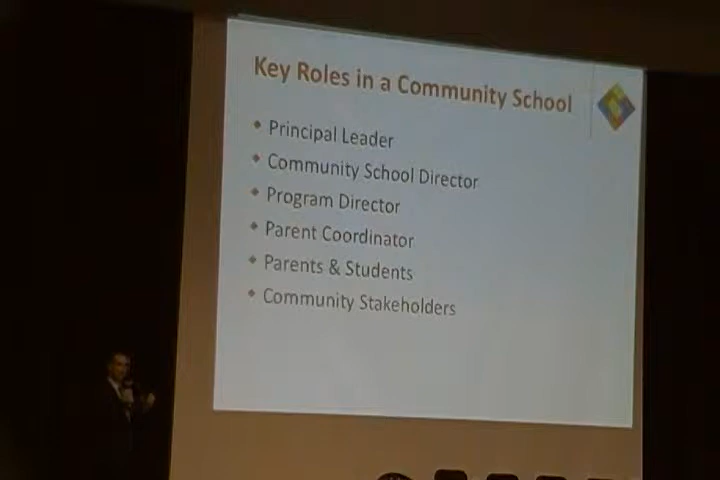 Key Roles in a Community School
• Principal Leader
• Community School Director
• Program Director
• Parent Coordinator
• Parents & Students
• Community Stakeholders